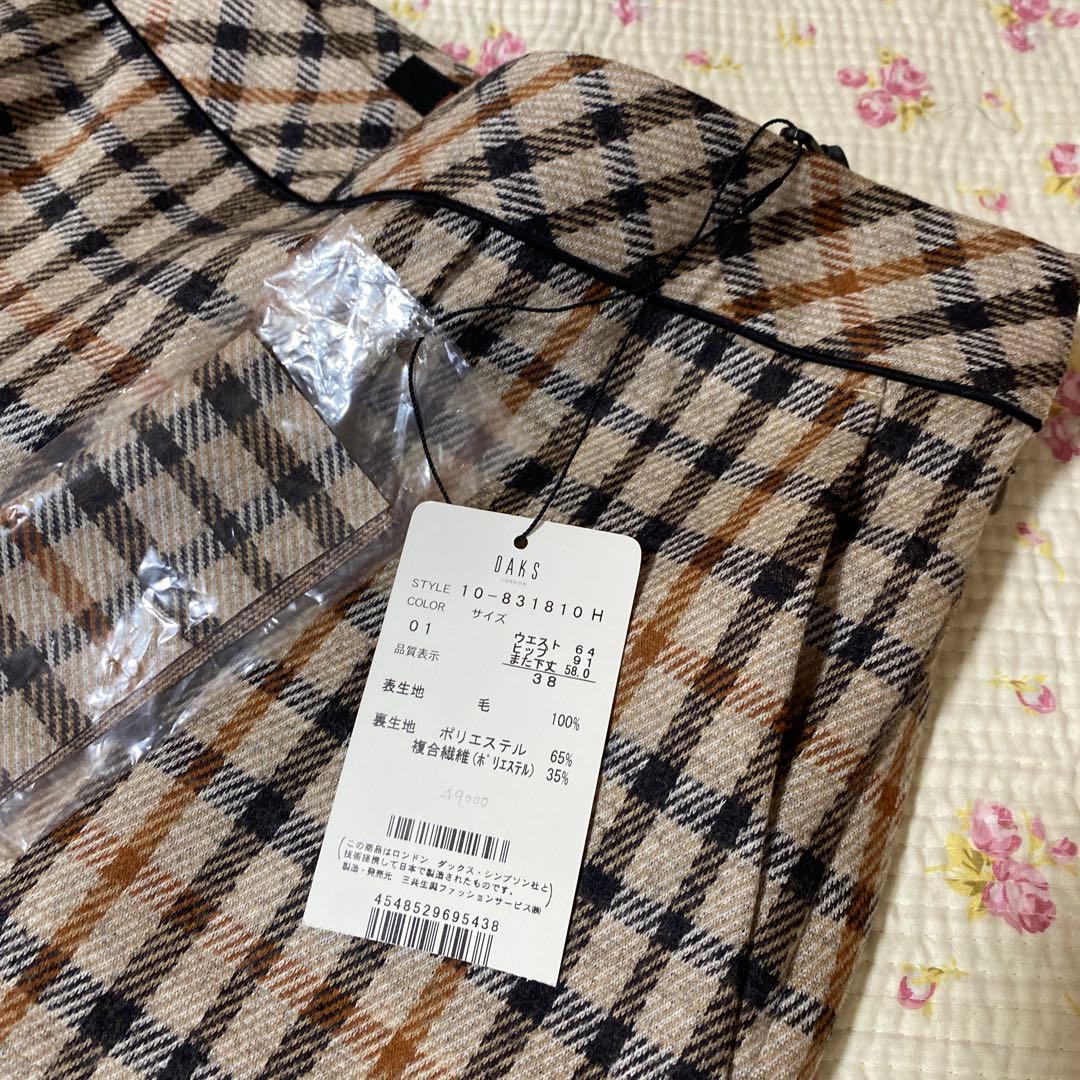 DAKS
LONDON
STYLE 10-831810H
COLOR サイズ
01
ウエスト 64
ヒップ 91
また下丈 58.0
38
品質表示
表生地 毛 100%
裏生地 ポリエステル 65%
複合繊維(ポリエステル) 35%
49,000
(この商品はロンドン ダックス・シンプソン社と
技術提携して日本で製造されたものです。
製造・発売元 三共生興ファッションサービス㈱)
4548529695438